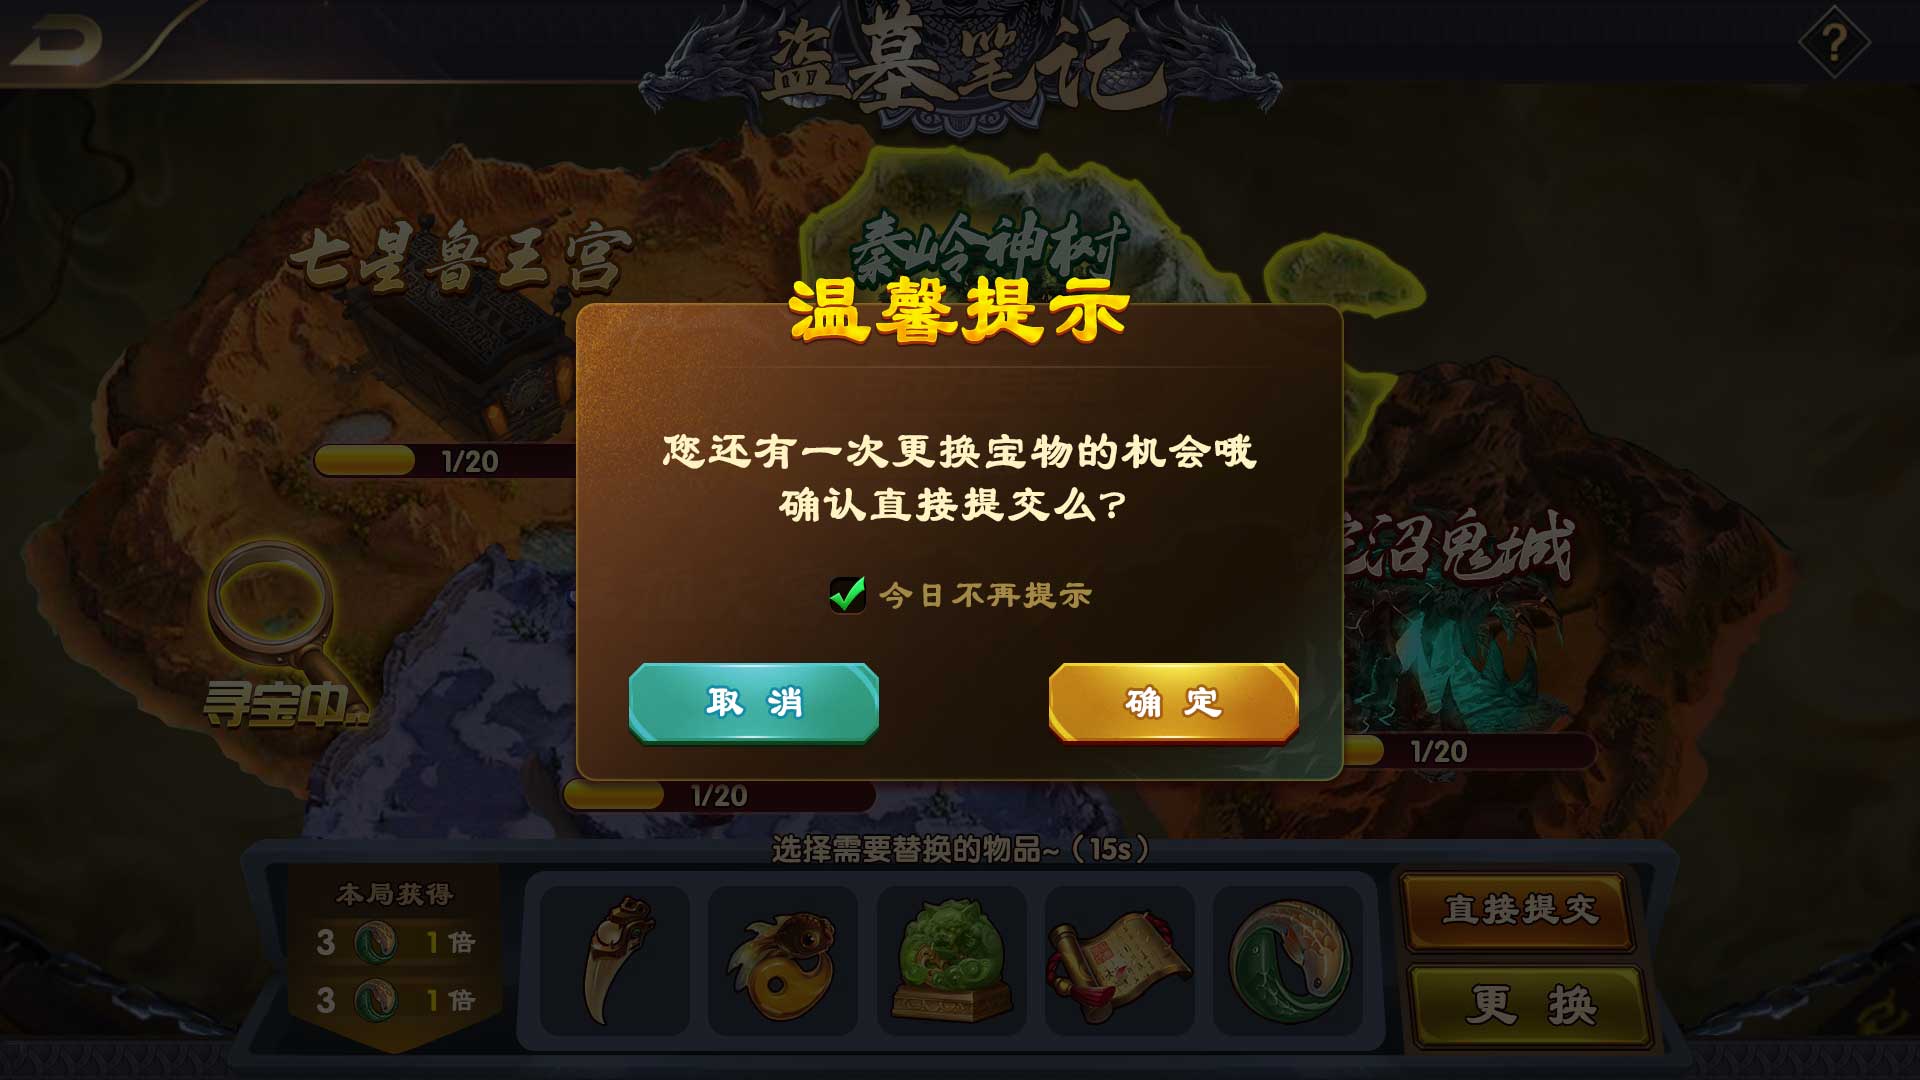 盗墓笔记
?
七星鲁王宫
秦岭神树
温馨提示
您还有一次更换宝物的机会哦
确认直接提交么?
1/20
沼鬼城
今日不再提示
寻宝中..
取 消
确 定
1/20
1/20
选择需要替换的物品~（15s）
本局获得
3 1倍
3 1倍
直接提交
更 换